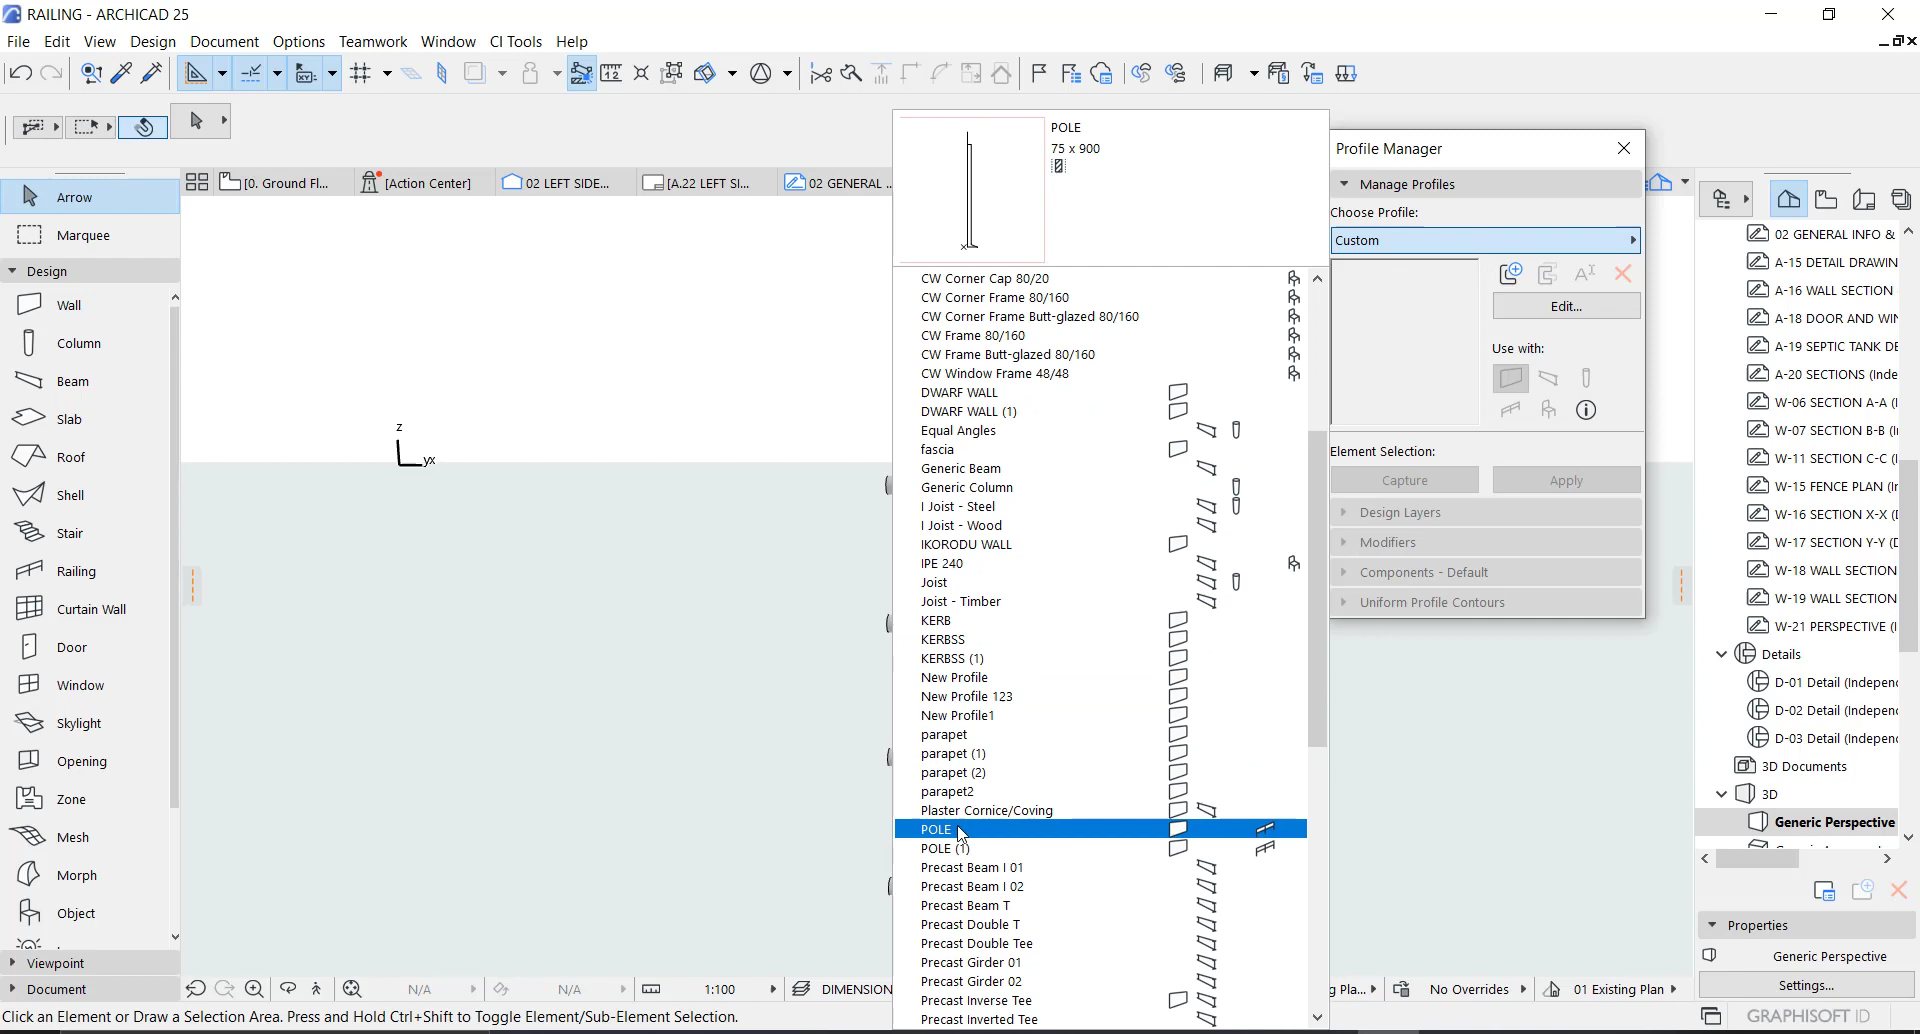 RAILING - ARCHICAD 25
File Edit View Design Document Options Teamwork Window CI Tools Help
[0. Ground Fl...
[Action Center]
02 LEFT SIDE...
[A.22 LEFT SI...
02 GENERAL ...
Arrow
Marquee
Design
Wall
Column
Beam
Slab
Roof
Shell
Stair
Railing
Curtain Wall
Door
Window
Skylight
Opening
Zone
Mesh
Morph
Object
Viewpoint
Document
z
yx
POLE
75 x 900
CW Corner Cap 80/20
CW Corner Frame 80/160
CW Corner Frame Butt-glazed 80/160
CW Frame 80/160
CW Frame Butt-glazed 80/160
CW Window Frame 48/48
DWARF WALL
DWARF WALL (1)
Equal Angles
fascia
Generic Beam
Generic Column
I Joist - Steel
I Joist - Wood
IKORODU WALL
IPE 240
Joist
Joist - Timber
KERB
KERBSS
KERBSS (1)
New Profile
New Profile 123
New Profile1
parapet
parapet (1)
parapet (2)
parapet2
Plaster Cornice/Coving
POLE
POLE (1)
Precast Beam I 01
Precast Beam I 02
Precast Beam T
Precast Double T
Precast Double Tee
Precast Girder 01
Precast Girder 02
Precast Inverse Tee
Precast Inverted Tee
Profile Manager
Manage Profiles
Choose Profile:
Custom
Edit...
Use with:
Element Selection:
Capture
Apply
Design Layers
Modifiers
Components - Default
Uniform Profile Contours
02 GENERAL INFO &
A-15 DETAIL DRAWIN
A-16 WALL SECTION
A-18 DOOR AND WIN
A-19 SEPTIC TANK DE
A-20 SECTIONS (Inde
W-06 SECTION A-A (I
W-07 SECTION B-B (I
W-11 SECTION C-C (I
W-15 FENCE PLAN (Ir
W-16 SECTION X-X (I
W-17 SECTION Y-Y (D
W-18 WALL SECTION
W-19 WALL SECTION
W-21 PERSPECTIVE (I
Details
D-01 Detail (Indepen
D-02 Detail (Indepen
D-03 Detail (Indepen
3D Documents
3D
Generic Perspective
Properties
Generic Perspective
Settings...
N/A
N/A
1:100
DIMENSION
g Pla...
No Overrides
01 Existing Plan
Click an Element or Draw a Selection Area. Press and Hold Ctrl+Shift to Toggle Element/Sub-Element Selection.
GRAPHISOFT ID